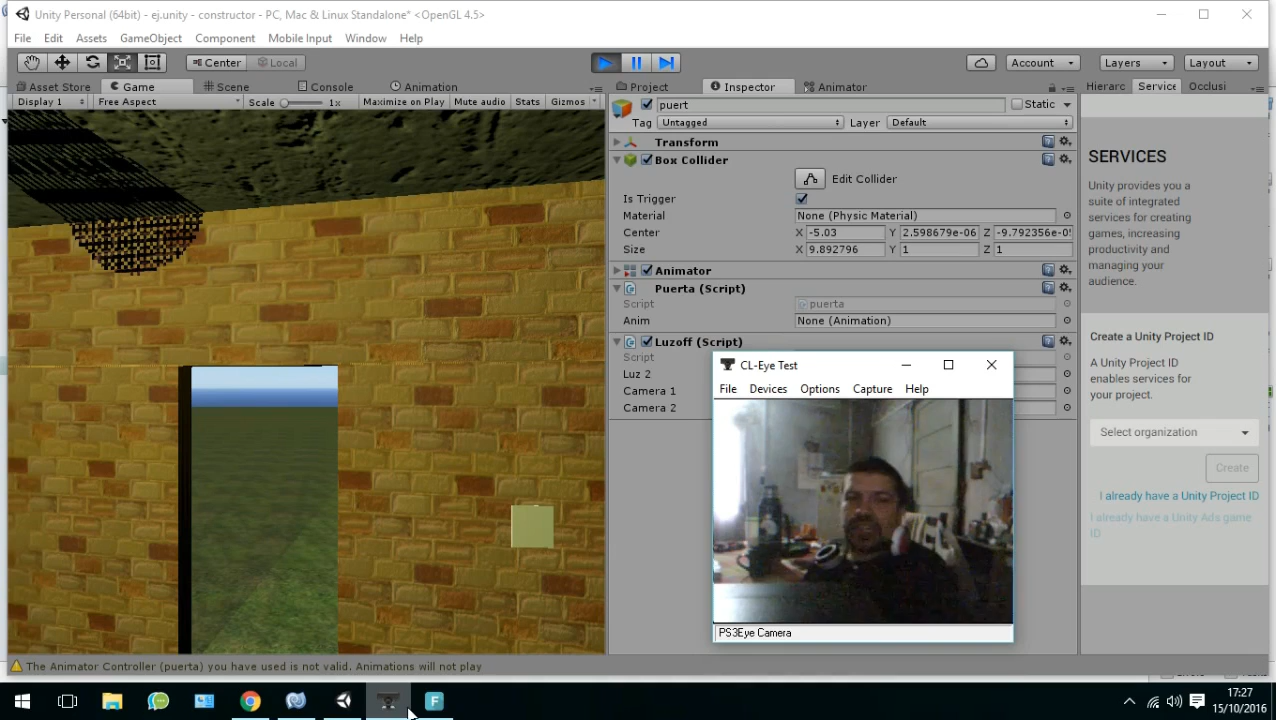 Unity Personal (64bit) - ej.unity - constructor - PC, Mac & Linux Standalone* <OpenGL 4.5>
File Edit Assets GameObject Component Mobile Input Window Help
Center Local Account Layers Layout
Asset Store Game Scene Console Animation Project Inspector Animator Hierarc Service Occlusi
Display 1 Free Aspect Scale 1x Maximize on Play Mute audio Stats Gizmos
puert Static
Tag Untagged Layer Default
Transform
Box Collider
Edit Collider
Is Trigger
Material None (Physic Material)
Center X -5.03 Y 2.598679e-06 Z -9.792356e-0
Size X 9.892796 Y 1 Z 1
Animator
Puerta (Script)
Script puerta
Anim None (Animation)
Luzoff (Script)
Script
Luz 2
Camera 1
Camera 2
SERVICES
Unity provides you a
suite of integrated
services for creating
games, increasing
productivity and
managing your
audience.
Create a Unity Project ID
A Unity Project ID
enables services for
your project.
Select organization
Create
I already have a Unity Project ID
I already have a Unity Ads game
ID
CL-Eye Test
File Devices Options Capture Help
PS3Eye Camera
The Animator Controller (puerta) you have used is not valid. Animations will not play
F
17:27
15/10/2016